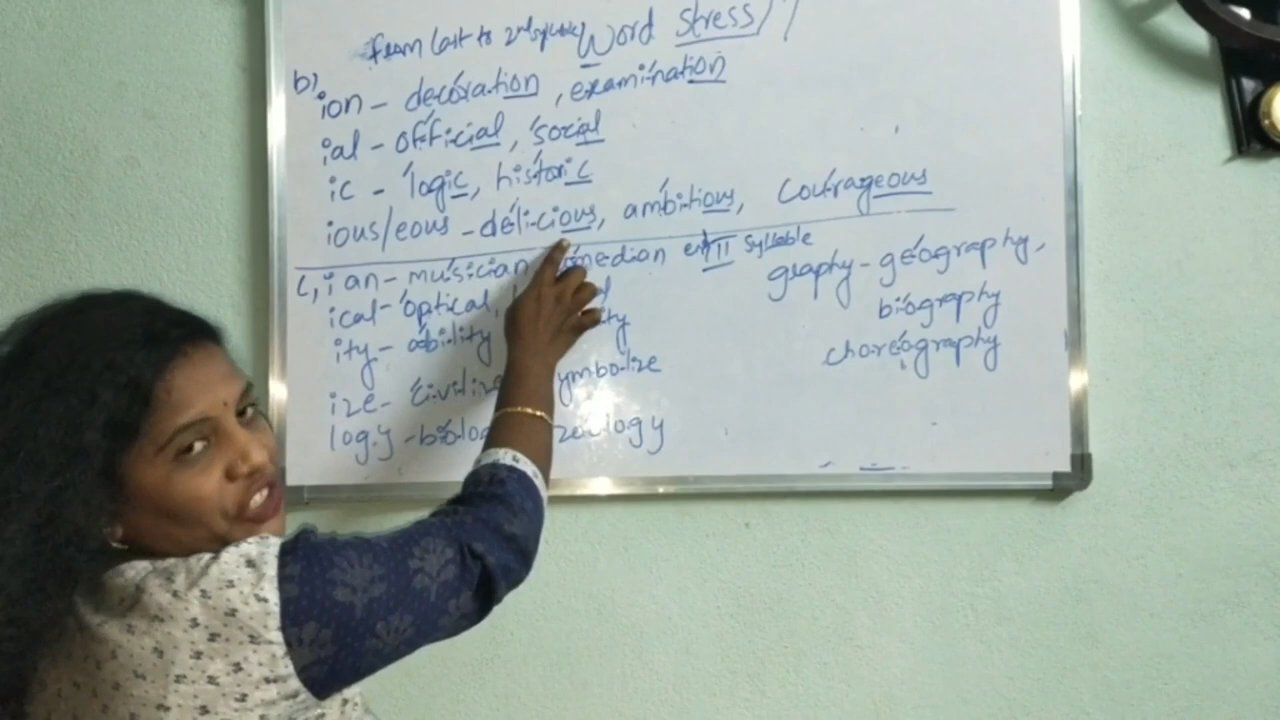 from last to 2nd syllable Word Stress
b) ion - decoration, examination
ial - official, social
ic - logic, historic
ious/eous - delicious, ambitious, Courageous
C, ian - musician, median III Syllable
ical - optical,
ity - ability
ize - civilize symbolize
logy - biology zoology
graphy - geography,
biography
choreography